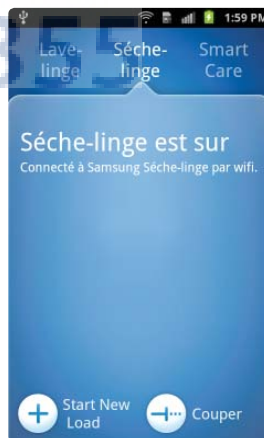 1:59 PM
Lave-linge
Séche-linge
Smart Care
Séche-linge est sur
Connecté à Samsung Séche-linge par wifi.
Start New Load
Couper